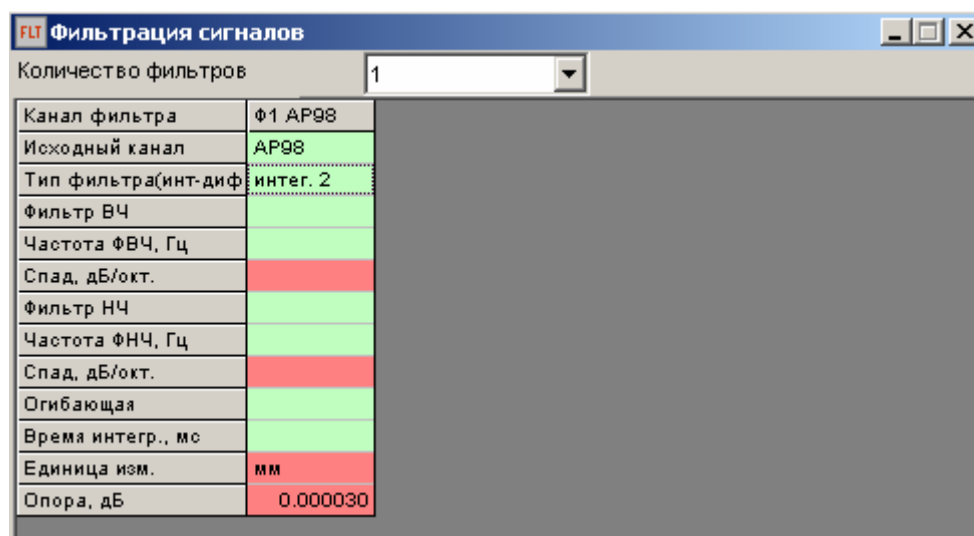 FLT Фильтрация сигналов
Количество фильтров 1
Канал фильтра Ф1 AP98
Исходный канал AP98
Тип фильтра(инт-диф интег. 2
Фильтр ВЧ
Частота ФВЧ, Гц
Спад, дБ/окт.
Фильтр НЧ
Частота ФНЧ, Гц
Спад, дБ/окт.
Огибающая
Время интегр., мс
Единица изм. мм
Опора, дБ 0.000030